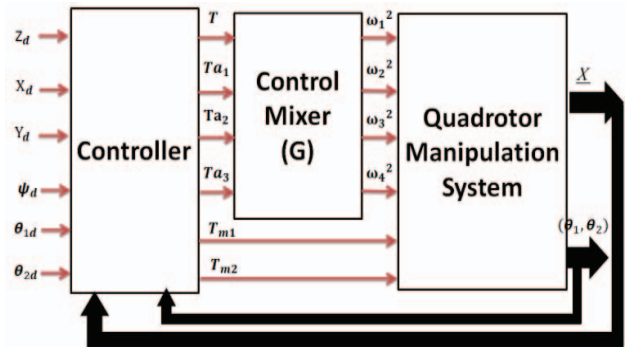 Z_d
X_d
Y_d
ψ_d
θ_1d
θ_2d
Controller
T
Ta_1
Ta_2
Ta_3
T_m1
T_m2
Control
Mixer
(G)
ω_1^2
ω_2^2
ω_3^2
ω_4^2
Quadrotor
Manipulation
System
X
(θ_1, θ_2)